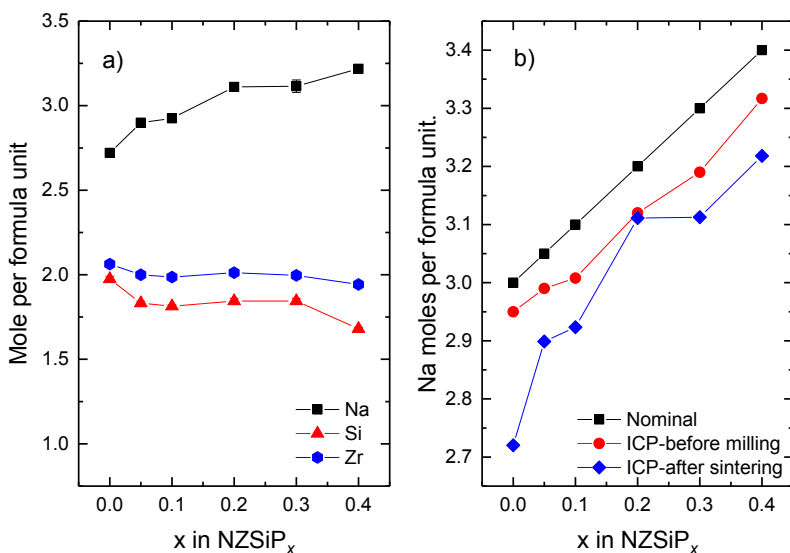 a)
Mole per formula unit
3.5
3.0
2.5
2.0
1.5
1.0
Na
Si
Zr
0.0 0.1 0.2 0.3 0.4
x in NZSiPx
b)
Na moles per formula unit.
3.4
3.3
3.2
3.1
3.0
2.9
2.8
2.7
Nominal
ICP-before milling
ICP-after sintering
0.0 0.1 0.2 0.3 0.4
x in NZSiPx